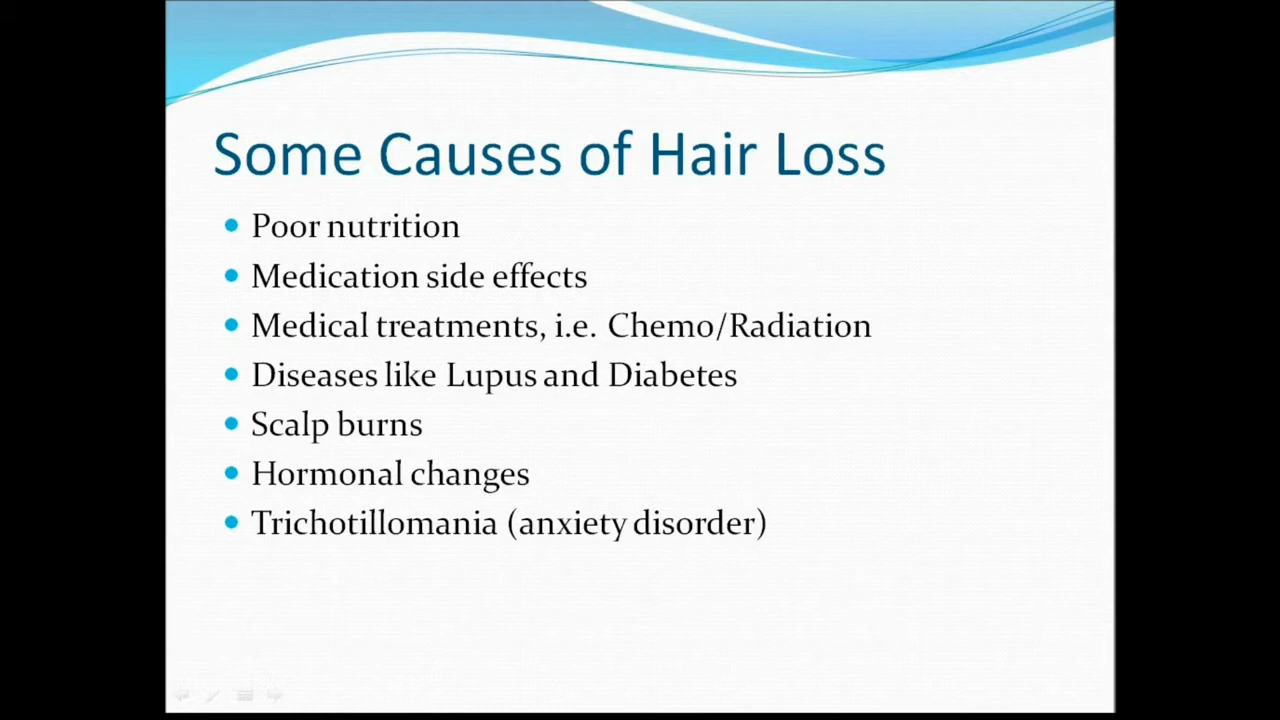 Some Causes of Hair Loss
• Poor nutrition
• Medication side effects
• Medical treatments, i.e. Chemo/Radiation
• Diseases like Lupus and Diabetes
• Scalp burns
• Hormonal changes
• Trichotillomania (anxiety disorder)